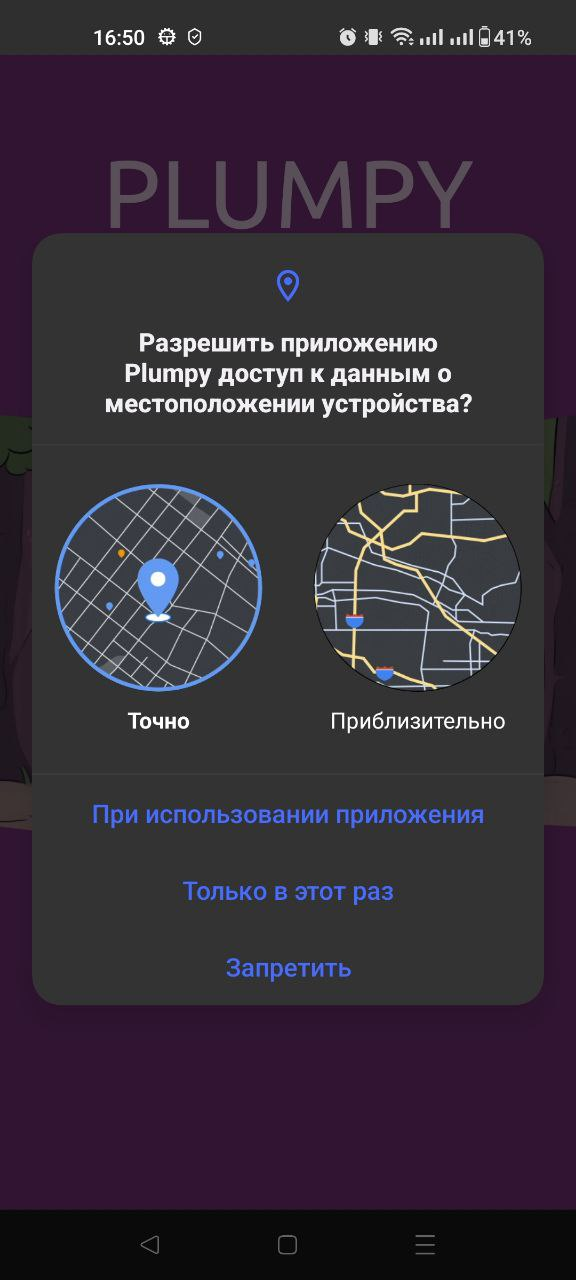 16:50 41%
PLUMPY
Разрешить приложению
Plumpy доступ к данным о
местоположении устройства?
Точно Приблизительно
При использовании приложения
Только в этот раз
Запретить